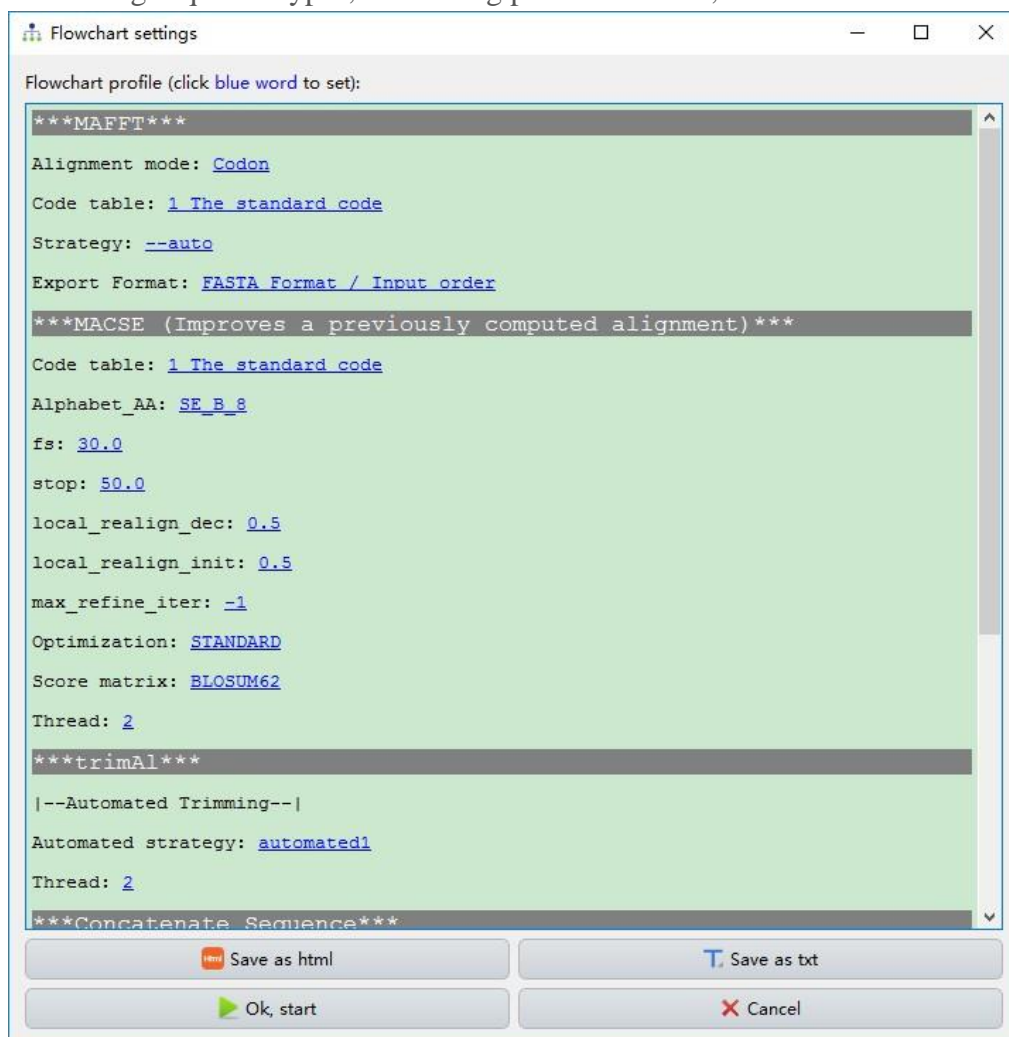 Flowchart settings
Flowchart profile (click blue word to set):
***MAFFT***
Alignment mode: Codon
Code table: 1 The standard code
Strategy: --auto
Export Format: FASTA Format / Input order
***MACSE (Improves a previously computed alignment)***
Code table: 1 The standard code
Alphabet_AA: SE_B_8
fs: 30.0
stop: 50.0
local_realign_dec: 0.5
local_realign_init: 0.5
max_refine_iter: -1
Optimization: STANDARD
Score matrix: BLOSUM62
Thread: 2
***trimAl***
|--Automated Trimming--|
Automated strategy: automated1
Thread: 2
***Concatenate Sequence***
Html Save as html
Save as txt
Ok, start
Cancel